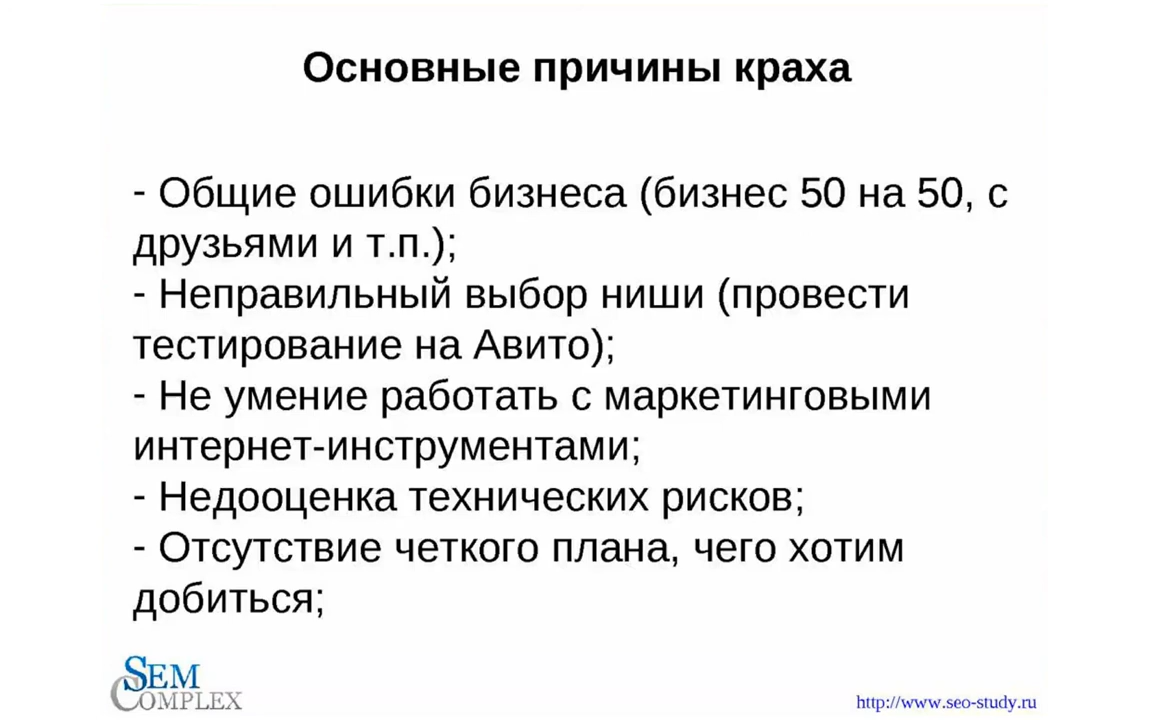 Основные причины краха
- Общие ошибки бизнеса (бизнес 50 на 50, с
друзьями и т.п.);
- Неправильный выбор ниши (провести
тестирование на Авито);
- Не умение работать с маркетинговыми
интернет-инструментами;
- Недооценка технических рисков;
- Отсутствие четкого плана, чего хотим
добиться;
SEM
COMPLEX
http://www.seo-study.ru